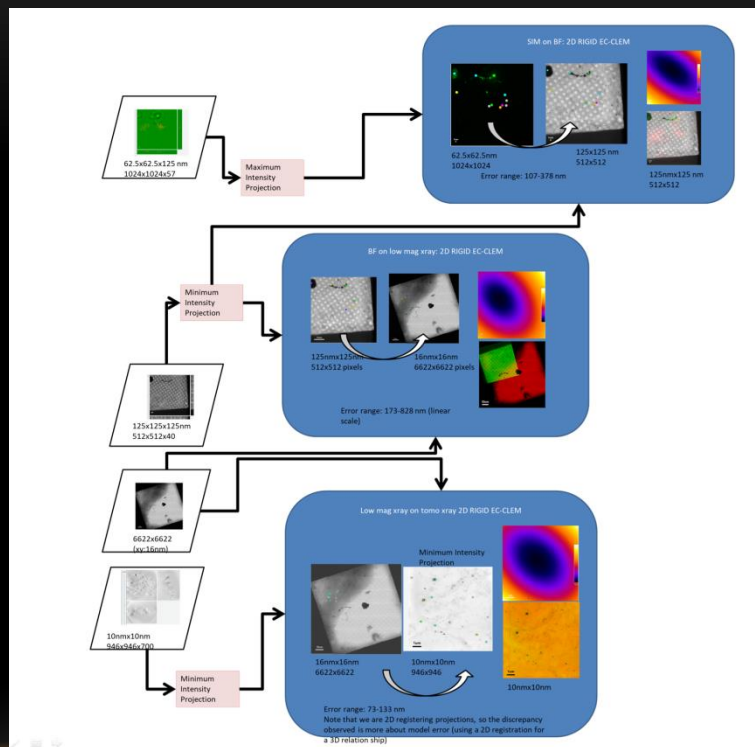 SIM on BF: 2D RIGID EC-CLEM
62.5x62.5nm
1024x1024
125x125 nm
512x512
Error range: 107-378 nm
125nmx125 nm
512x512
62.5x62.5x125 nm
1024x1024x57
Maximum
Intensity
Projection
BF on low mag xray: 2D RIGID EC-CLEM
125nmx125nm
512x512 pixels
16nmx16nm
6622x6622 pixels
Error range: 173-828 nm (linear
scale)
Minimum
Intensity
Projection
125x125x125nm
512x512x40
6622x6622
(xy:16nm)
Low mag xray on tomo xray 2D RIGID EC-CLEM
Minimum Intensity
Projection
16nmx16nm
6622x6622
10nmx10nm
946x946
10nmx10nm
Error range: 73-133 nm
Note that we are 2D registering projections, so the discrepancy
observed is more about model error (using a 2D registration for
a 3D relation ship)
10nmx10nm
946x946x700
Minimum
Intensity
Projection